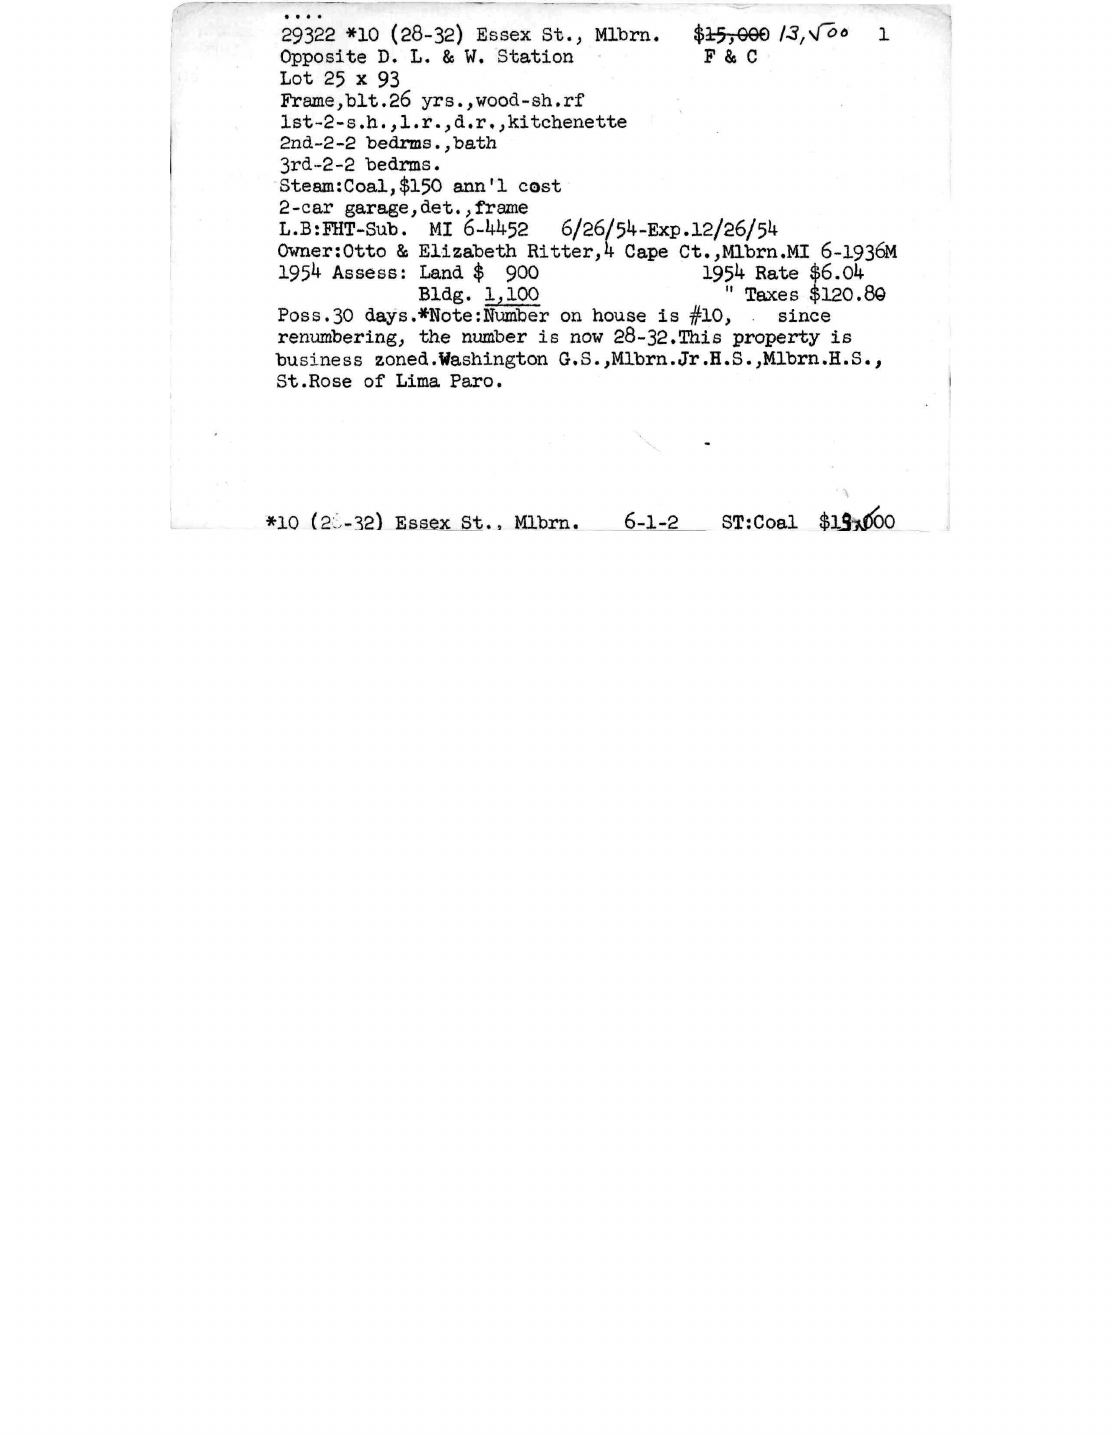 ....
29322 *10 (28-32) Essex St., Mlbrn. $15,000 13,500 1
Opposite D. L. & W. Station F & C
Lot 25 x 93
Frame,blt.26 yrs.,wood-sh.rf
1st-2-s.h.,l.r.,d.r.,kitchenette
2nd-2-2 bedrms.,bath
3rd-2-2 bedrms.
Steam:Coal,$150 ann'l cost
2-car garage,det.,frame
L.B:FHT-Sub. MI 6-4452 6/26/54-Exp.12/26/54
Owner:Otto & Elizabeth Ritter,4 Cape Ct.,Mlbrn.MI 6-1936M
1954 Assess: Land $ 900 1954 Rate $6.04
Bldg. 1,100 " Taxes $120.80
Poss.30 days.*Note:Number on house is #10, since
renumbering, the number is now 28-32.This property is
business zoned.Washington G.S.,Mlbrn.Jr.H.S.,Mlbrn.H.S.,
St.Rose of Lima Paro.
*10 (28-32) Essex St., Mlbrn. 6-1-2 ST:Coal